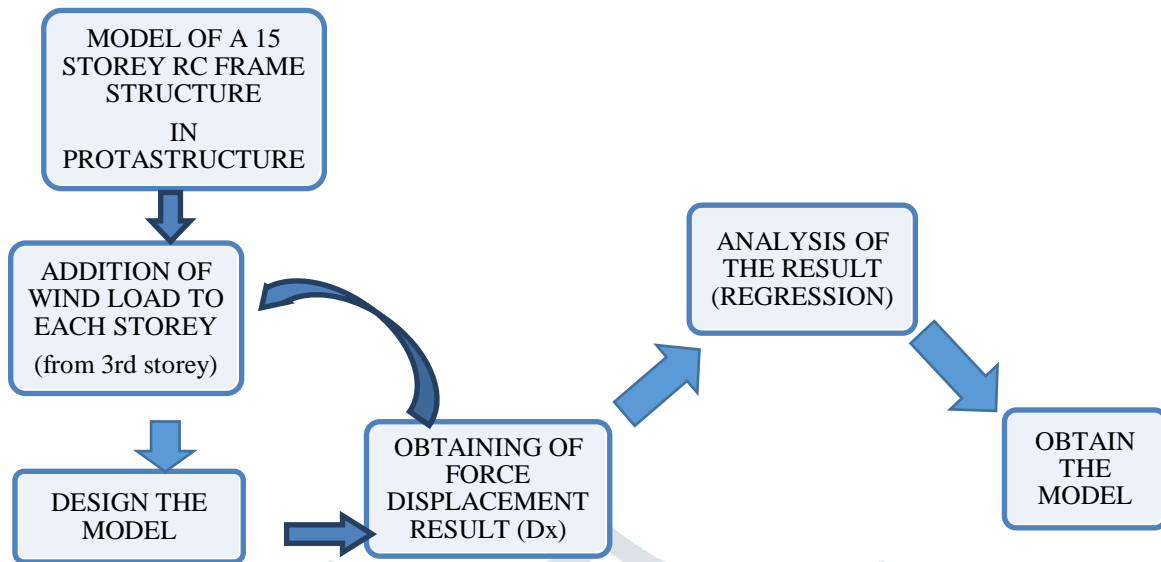 MODEL OF A 15
STOREY RC FRAME
STRUCTURE
IN
PROTASTRUCTURE
ADDITION OF
WIND LOAD TO
EACH STOREY
(from 3rd storey)
DESIGN THE
MODEL
OBTAINING OF
FORCE
DISPLACEMENT
RESULT (Dx)
ANALYSIS OF
THE RESULT
(REGRESSION)
OBTAIN
THE
MODEL